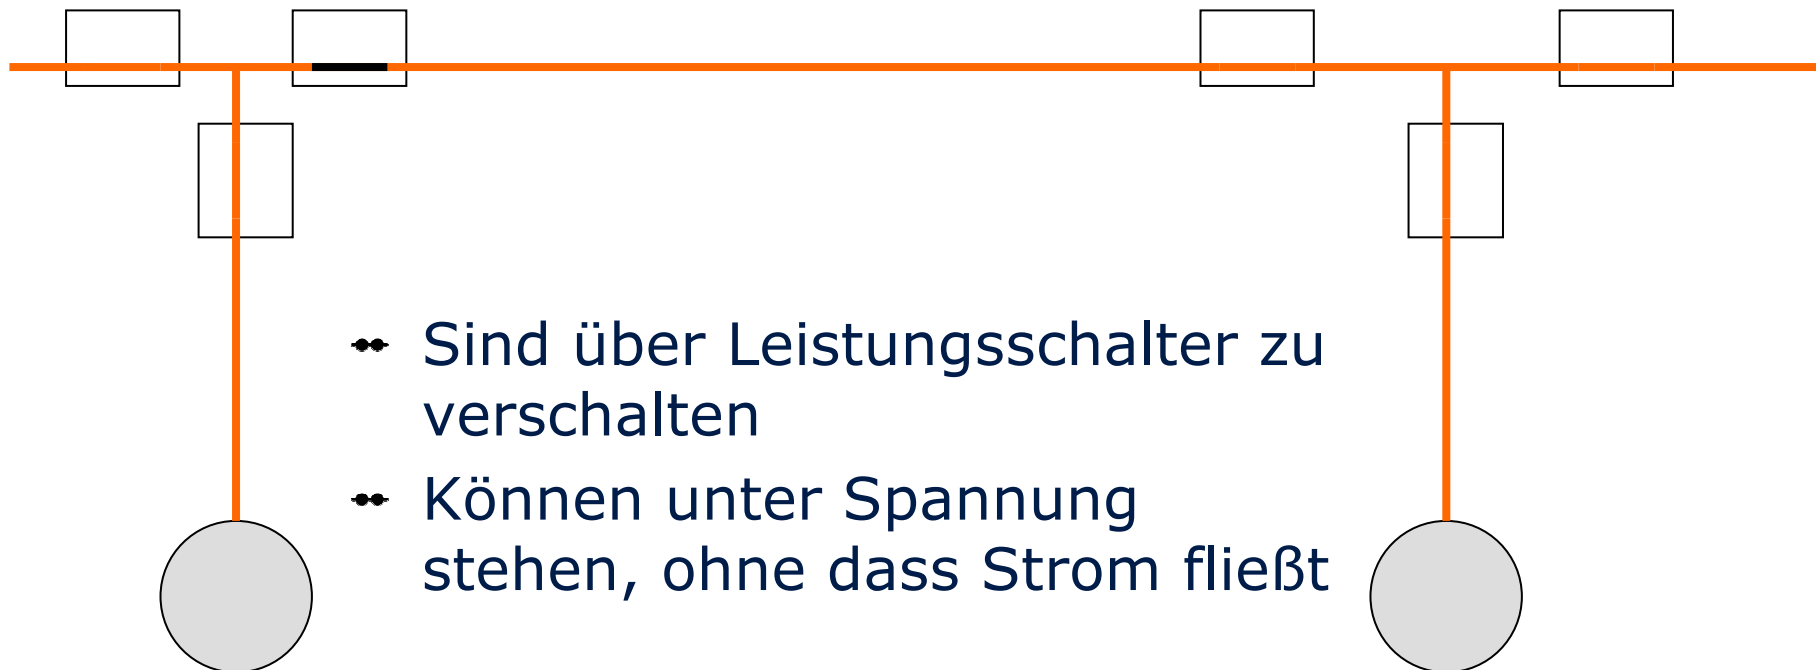 Sind über Leistungsschalter zu
verschalten
Können unter Spannung
stehen, ohne dass Strom fließt